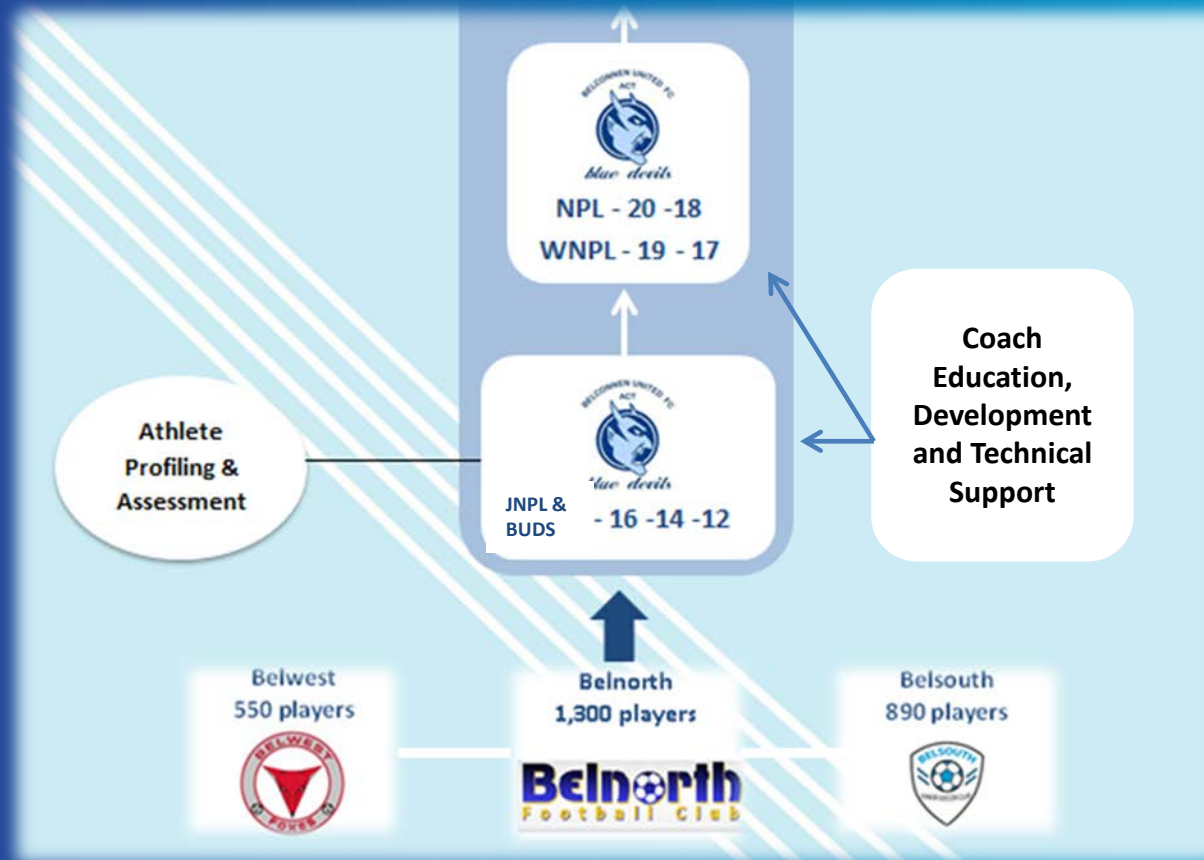 BELCONNEN UNITED FC
ACT
blue devils
NPL - 20 -18
WNPL - 19 - 17
Coach
Education,
Development
and Technical
Support
BELCONNEN UNITED FC
ACT
blue devils
JNPL &
BUDS - 16 -14 -12
Athlete
Profiling &
Assessment
Belwest
550 players
BELWEST
FOXES
Belnorth
1,300 players
Belnorth
Football Club
Belsouth
890 players
BELSOUTH